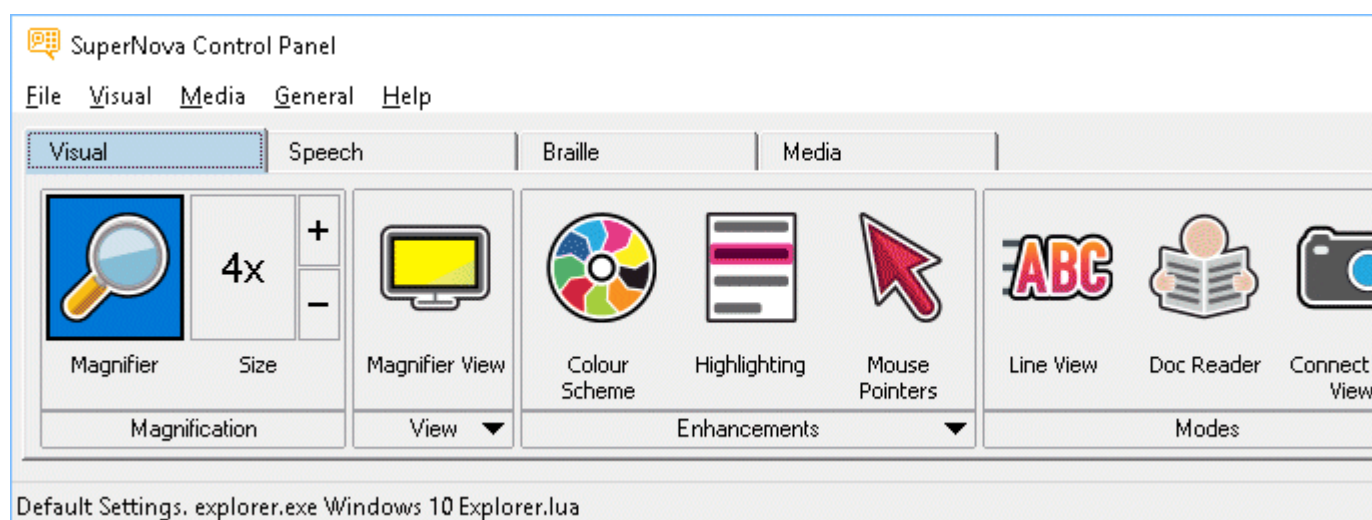 SuperNova Control Panel
File Visual Media General Help
Visual Speech Braille Media
4x + −
ABC
Magnifier Size Magnifier View Colour Scheme Highlighting Mouse Pointers Line View Doc Reader Connect View
Magnification View Enhancements Modes
Default Settings. explorer.exe Windows 10 Explorer.lua